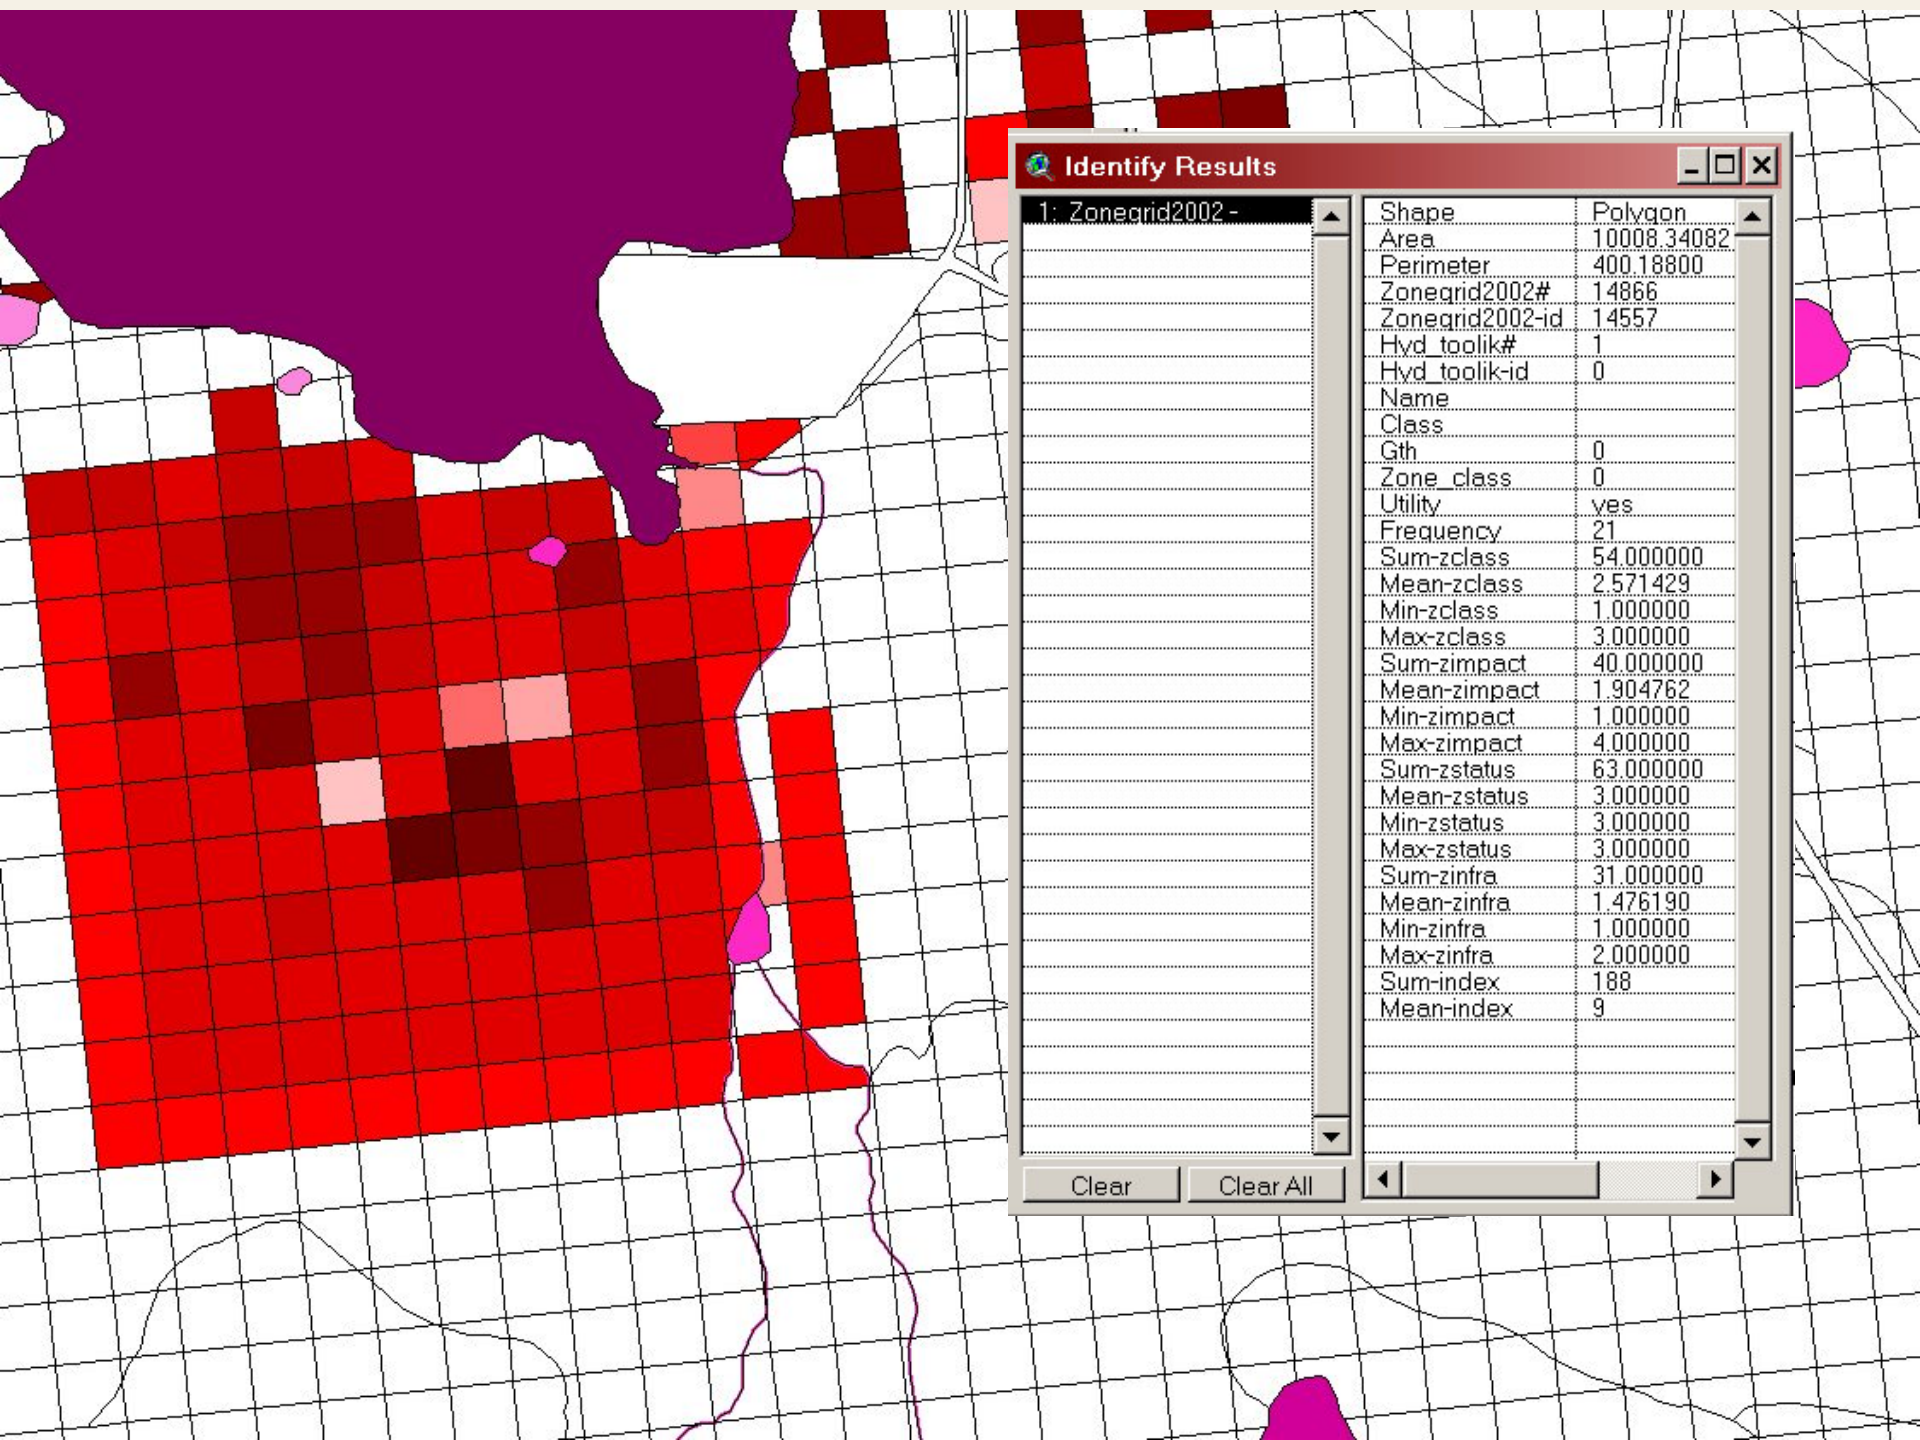 Identify Results
1: Zonegrid2002 -
Shape Polygon
Area 10008.34082
Perimeter 400.18800
Zonegrid2002# 14866
Zonegrid2002-id 14557
Hyd_toolik# 1
Hyd_toolik-id 0
Name
Class
Gth 0
Zone_class 0
Utility yes
Frequency 21
Sum-zclass 54.000000
Mean-zclass 2.571429
Min-zclass 1.000000
Max-zclass 3.000000
Sum-zimpact 40.000000
Mean-zimpact 1.904762
Min-zimpact 1.000000
Max-zimpact 4.000000
Sum-zstatus 63.000000
Mean-zstatus 3.000000
Min-zstatus 3.000000
Max-zstatus 3.000000
Sum-zinfra 31.000000
Mean-zinfra 1.476190
Min-zinfra 1.000000
Max-zinfra 2.000000
Sum-index 188
Mean-index 9
Clear Clear All